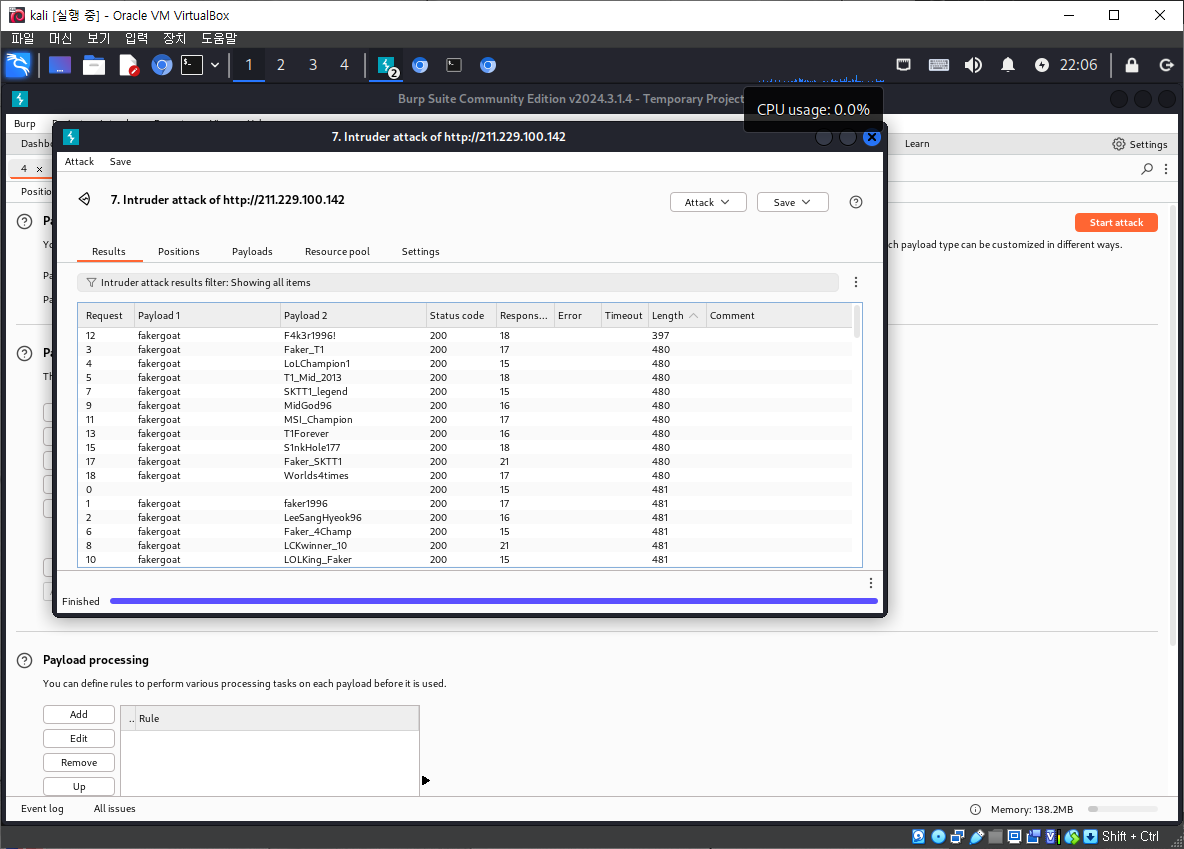 kali [실행 중] - Oracle VM VirtualBox
파일 머신 보기 입력 장치 도움말
1 2 3 4 2 22:06
Burp Suite Community Edition v2024.3.1.4 - Temporary Project
CPU usage: 0.0%
Burp
7. Intruder attack of http://211.229.100.142
Learn Settings
Attack Save
4 ×
7. Intruder attack of http://211.229.100.142
Attack Save
Start attack
ch payload type can be customized in different ways.
Results Positions Payloads Resource pool Settings
Intruder attack results filter: Showing all items
Request Payload 1 Payload 2 Status code Respons... Error Timeout Length Comment
12 fakergoat F4k3r1996! 200 18 397
3 fakergoat Faker_T1 200 17 480
4 fakergoat LoLChampion1 200 15 480
5 fakergoat T1_Mid_2013 200 18 480
7 fakergoat SKTT1_legend 200 15 480
9 fakergoat MidGod96 200 16 480
11 fakergoat MSI_Champion 200 17 480
13 fakergoat T1Forever 200 16 480
15 fakergoat S1nkHole177 200 18 480
17 fakergoat Faker_SKTT1 200 21 480
18 fakergoat Worlds4times 200 17 480
0 200 15 481
1 fakergoat faker1996 200 17 481
2 fakergoat LeeSangHyeok96 200 16 481
6 fakergoat Faker_4Champ 200 15 481
8 fakergoat LCKwinner_10 200 21 481
10 fakergoat LOLKing_Faker 200 15 481
Finished
Payload processing
You can define rules to perform various processing tasks on each payload before it is used.
Add
.. Rule
Edit
Remove
Up
Event log All issues Memory: 138.2MB
Shift + Ctrl